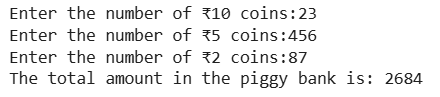 Enter the number of ₹10 coins:23
Enter the number of ₹5 coins:456
Enter the number of ₹2 coins:87
The total amount in the piggy bank is: 2684